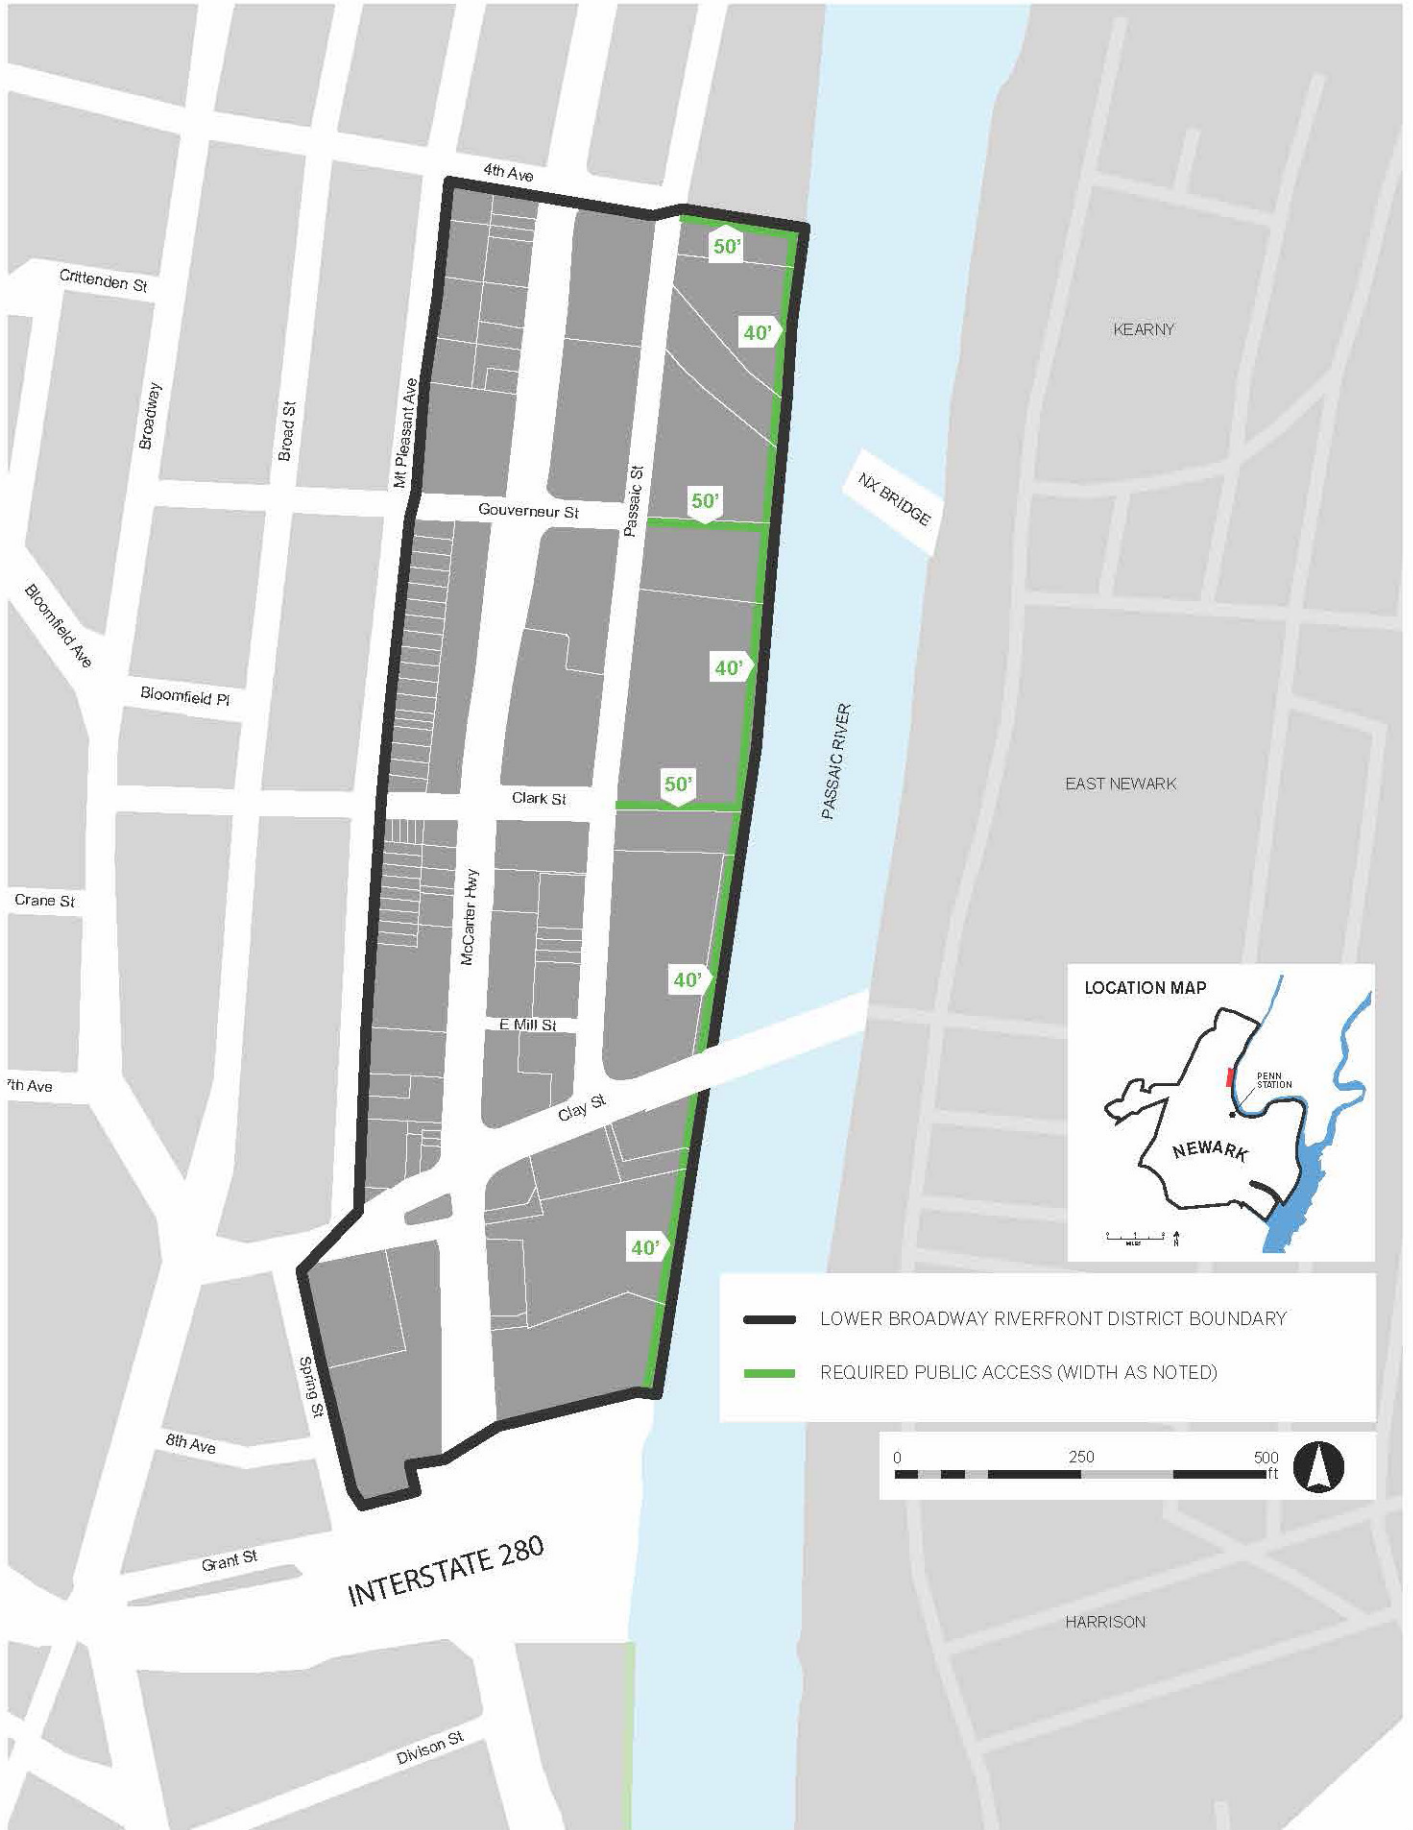 4th Ave
50'
Crittenden St
40'
KEARNY
Broadway
Broad St
Mt Pleasant Ave
Passaic St
NX BRIDGE
50'
Gouverneur St
Bloomfield Ave
40'
Bloomfield Pl
PASSAIC RIVER
EAST NEWARK
50'
Clark St
Crane St
McCarter Hwy
40'
LOCATION MAP
E Mill St
7th Ave
PENN
STATION
Clay St
NEWARK
40'
0
MILES
N
LOWER BROADWAY RIVERFRONT DISTRICT BOUNDARY
REQUIRED PUBLIC ACCESS (WIDTH AS NOTED)
Spring St
8th Ave
0 250 500
ft
Grant St
INTERSTATE 280
HARRISON
Divison St